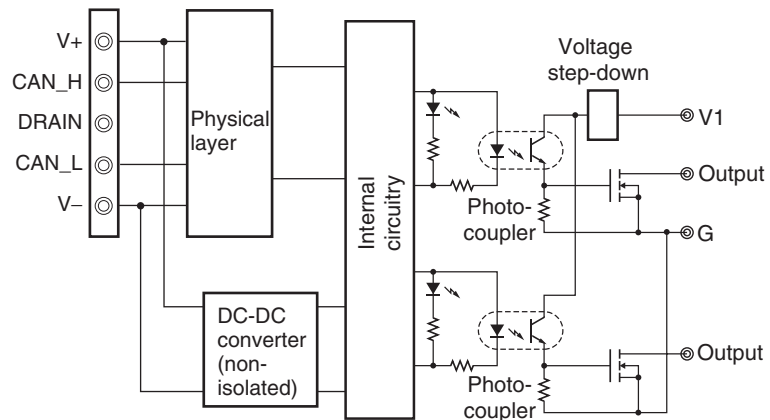 V+
CAN_H
DRAIN
CAN_L
V–
Physical
layer
DC-DC
converter
(non-
isolated)
Internal
circuitry
Voltage
step-down
Photo-
coupler
Photo-
coupler
V1
Output
G
Output